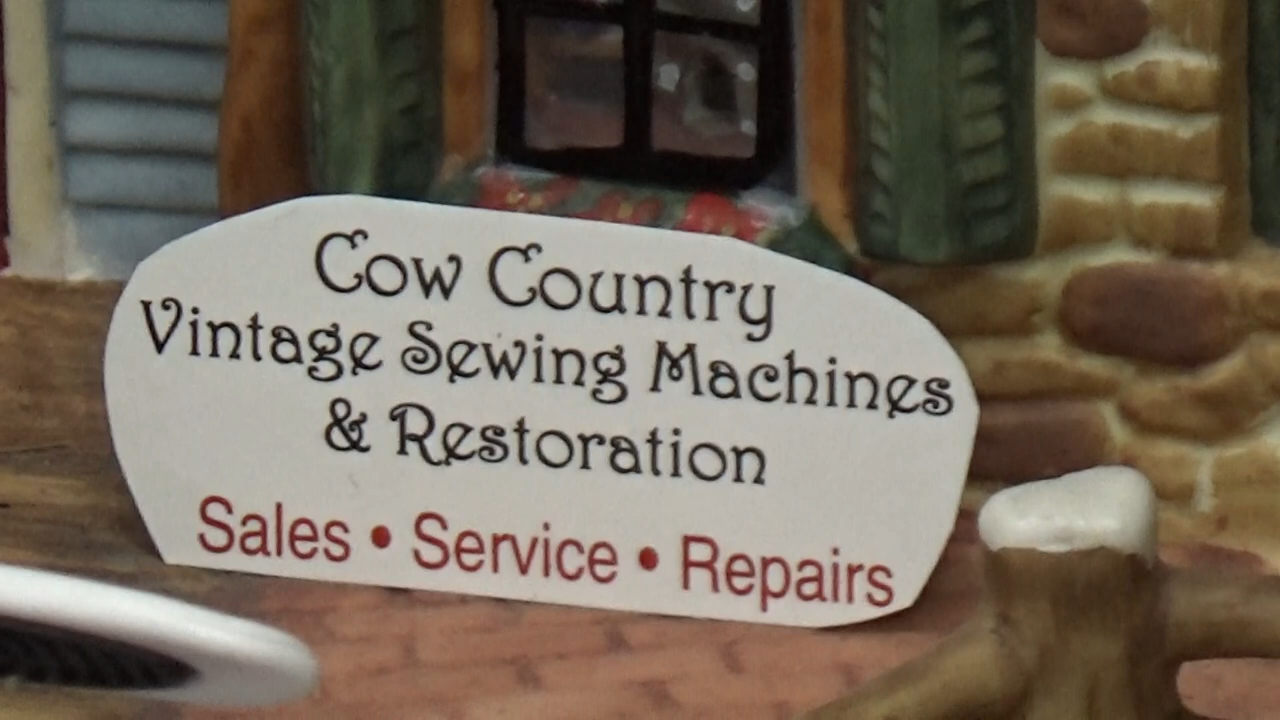 Cow Country
Vintage Sewing Machines
& Restoration
Sales • Service • Repairs